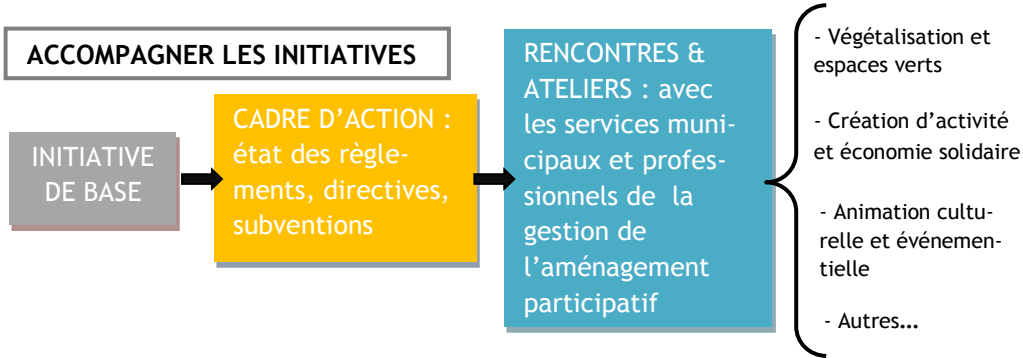 ACCOMPAGNER LES INITIATIVES
INITIATIVE
DE BASE
CADRE D’ACTION :
état des règle-
ments, directives,
subventions
RENCONTRES &
ATELIERS : avec
les services muni-
cipaux et profes-
sionnels de la
gestion de
l’aménagement
participatif
- Végétalisation et
espaces verts
- Création d’activité
et économie solidaire
- Animation cultu-
relle et événemen-
tielle
- Autres...